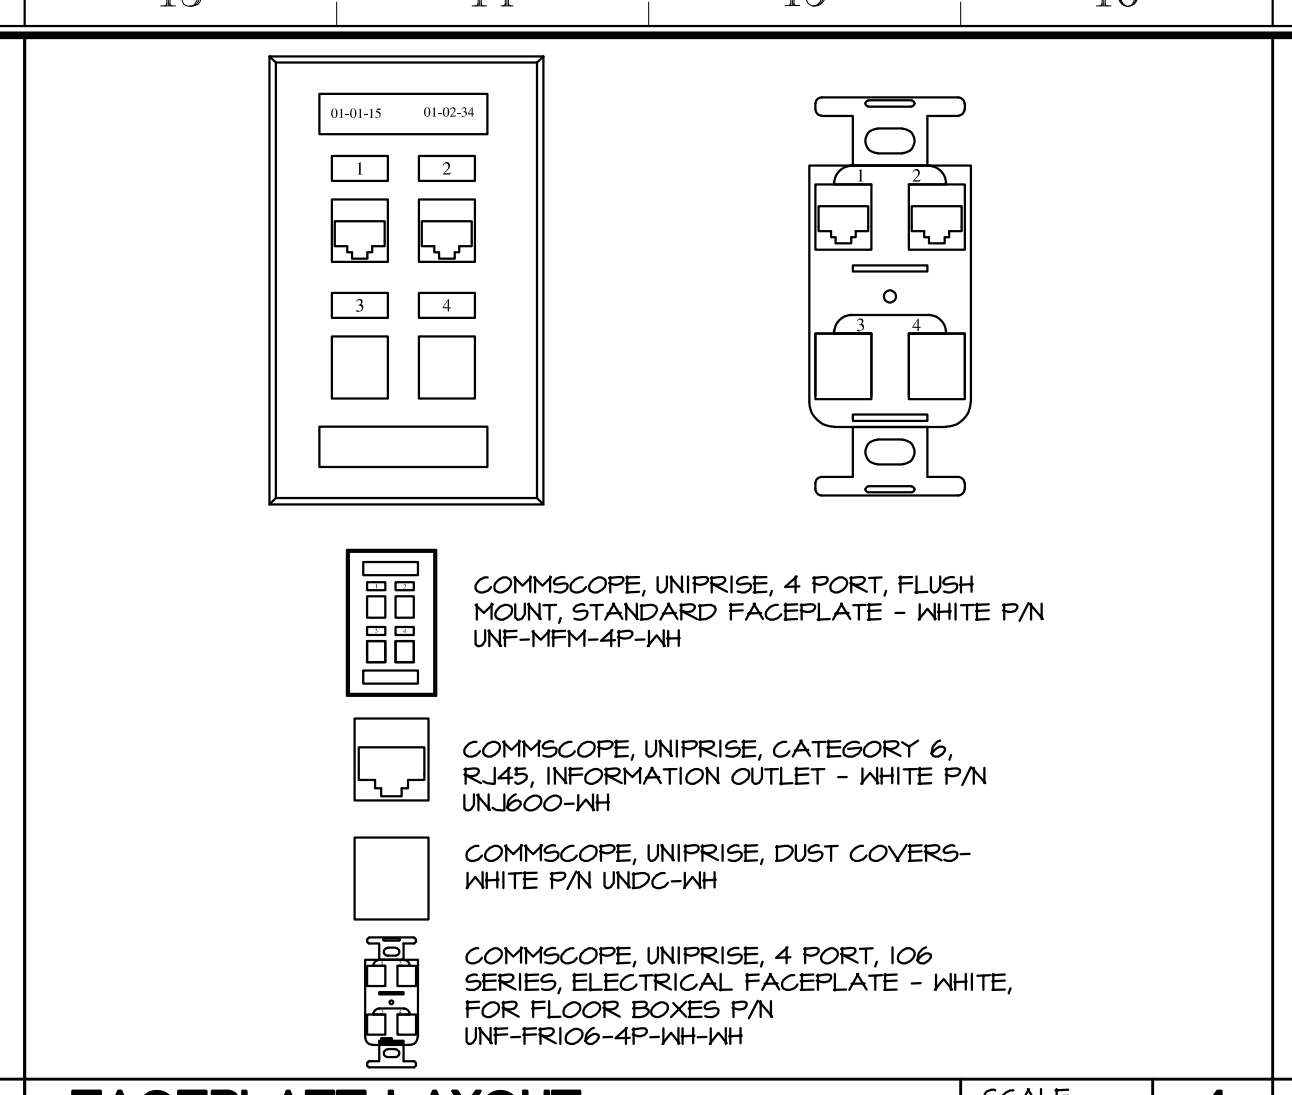 01-01-15 01-02-34
1 2
3 4
1 2
3 4
COMMSCOPE, UNIPRISE, 4 PORT, FLUSH
MOUNT, STANDARD FACEPLATE - WHITE P/N
UNF-MFM-4P-WH
COMMSCOPE, UNIPRISE, CATEGORY 6,
RJ45, INFORMATION OUTLET - WHITE P/N
UNJ600-WH
COMMSCOPE, UNIPRISE, DUST COVERS-
WHITE P/N UNDC-WH
COMMSCOPE, UNIPRISE, 4 PORT, 106
SERIES, ELECTRICAL FACEPLATE - WHITE,
FOR FLOOR BOXES P/N
UNF-FR106-4P-WH-WH
FACEPLATE LAYOUT
SCALE